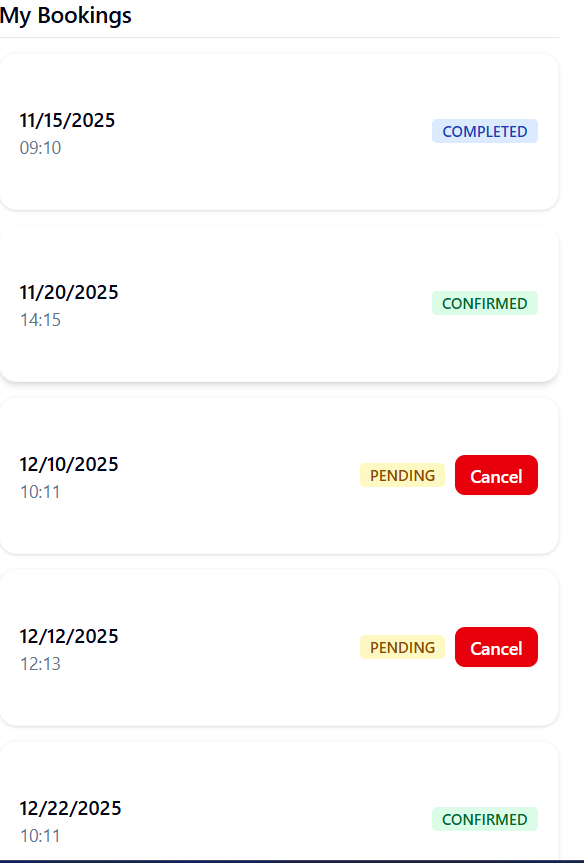 My Bookings
11/15/2025
09:10
COMPLETED
11/20/2025
14:15
CONFIRMED
12/10/2025
10:11
PENDING
Cancel
12/12/2025
12:13
PENDING
Cancel
12/22/2025
10:11
CONFIRMED